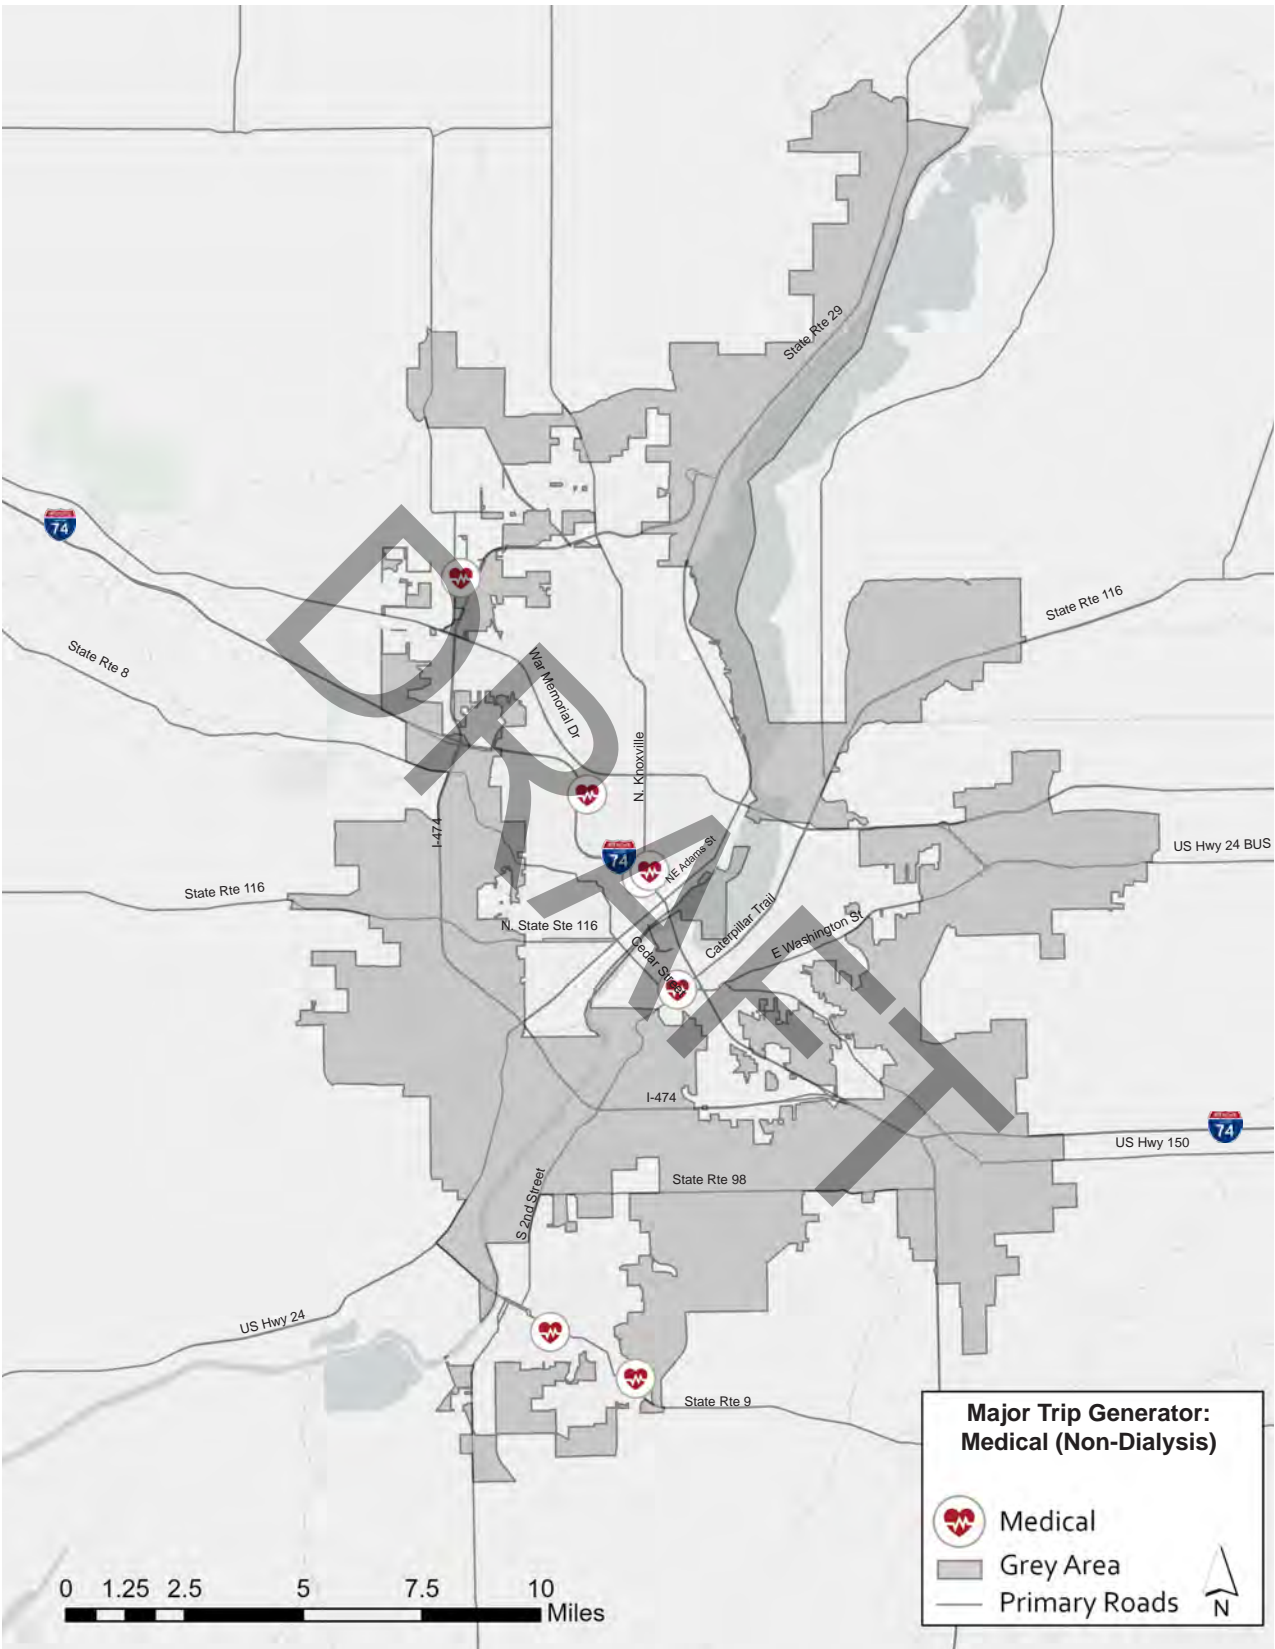 State Rte 29
74
State Rte 116
State Rte 8
War Memorial Dr
N. Knoxville
I-474
74
NE Adams St
US Hwy 24 BUS
State Rte 116
N. State Ste 116
Cedar Street
Caterpillar Trail
E Washington St
I-474
74
US Hwy 150
State Rte 98
S 2nd Street
US Hwy 24
State Rte 9
DRAFT
Major Trip Generator:
Medical (Non-Dialysis)
Medical
Grey Area
Primary Roads
N
0 1.25 2.5 5 7.5 10
Miles